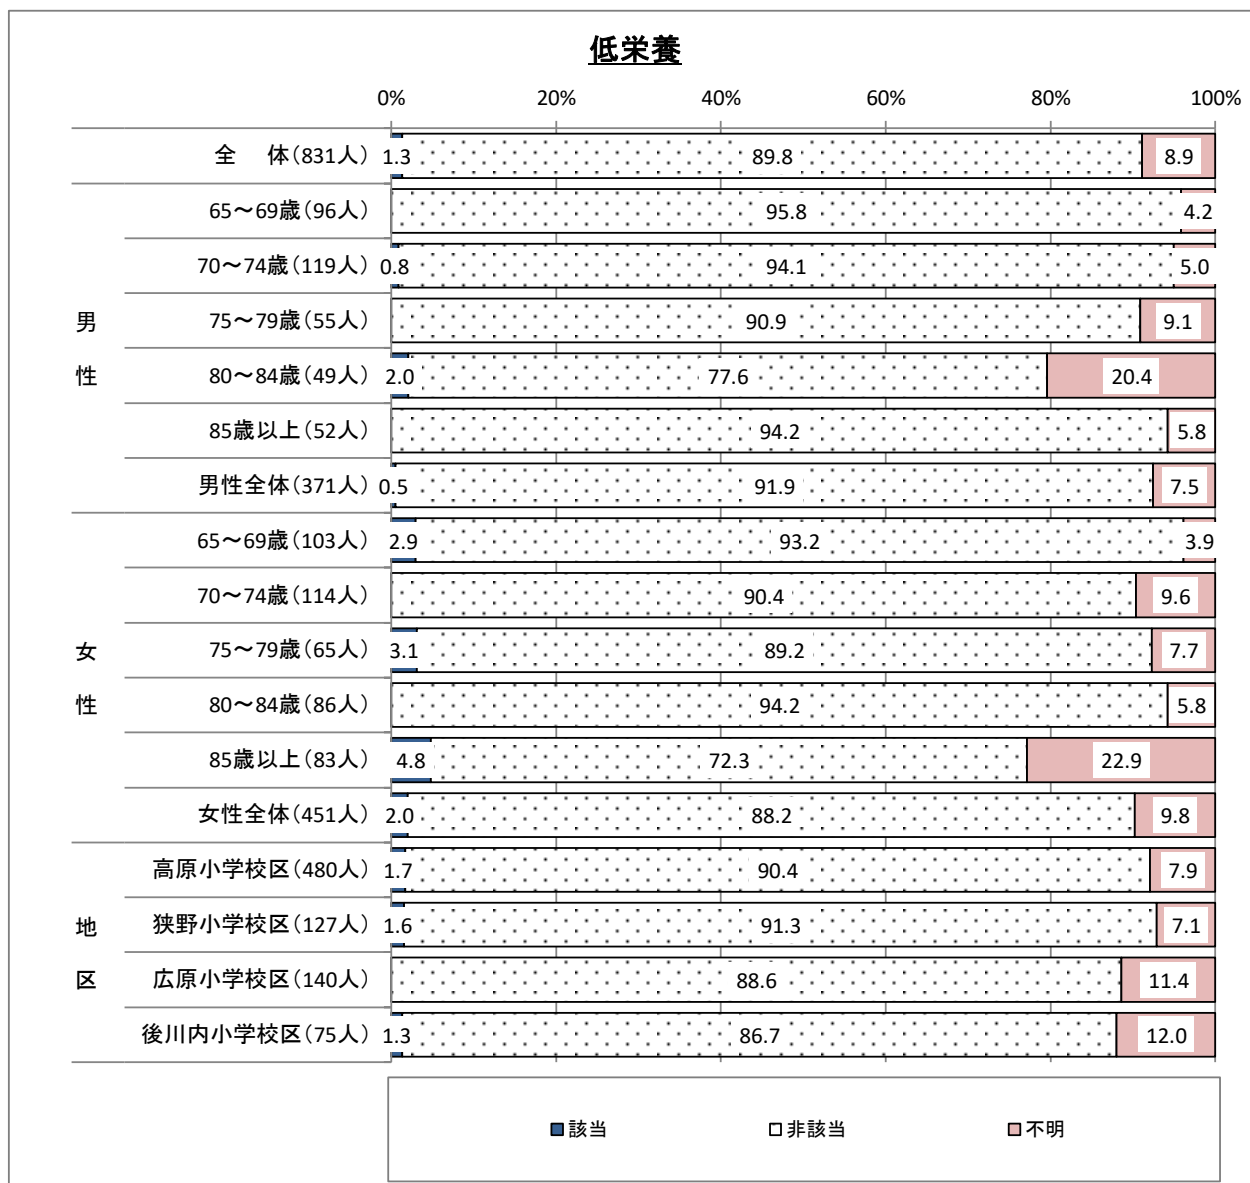 低栄養
0% 20% 40% 60% 80% 100%
全 体(831人) 1.3 89.8 8.9
男性
65～69歳(96人) 95.8 4.2
70～74歳(119人) 0.8 94.1 5.0
75～79歳(55人) 90.9 9.1
80～84歳(49人) 2.0 77.6 20.4
85歳以上(52人) 94.2 5.8
男性全体(371人) 0.5 91.9 7.5
女性
65～69歳(103人) 2.9 93.2 3.9
70～74歳(114人) 90.4 9.6
75～79歳(65人) 3.1 89.2 7.7
80～84歳(86人) 94.2 5.8
85歳以上(83人) 4.8 72.3 22.9
女性全体(451人) 2.0 88.2 9.8
地区
高原小学校区(480人) 1.7 90.4 7.9
狭野小学校区(127人) 1.6 91.3 7.1
広原小学校区(140人) 88.6 11.4
後川内小学校区(75人) 1.3 86.7 12.0
該当 非該当 不明